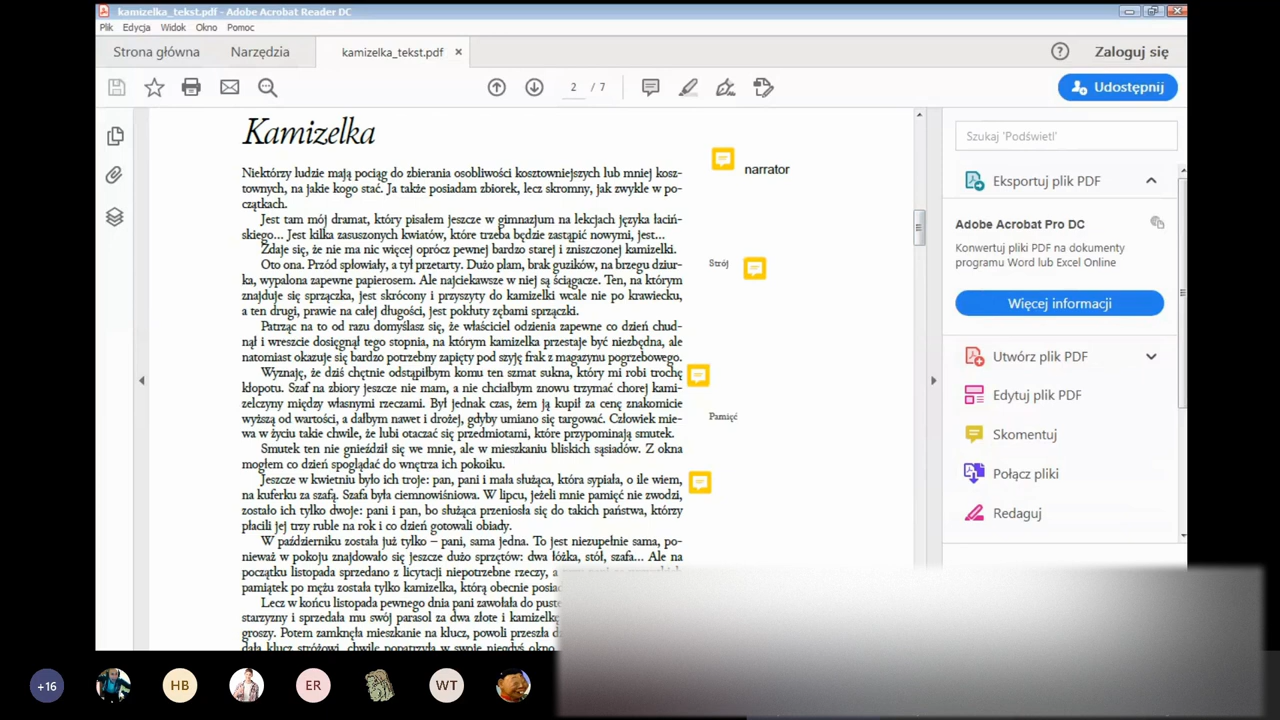 kamizelka_tekst.pdf - Adobe Acrobat Reader DC
Plik Edycja Widok Okno Pomoc
Strona główna Narzędzia kamizelka_tekst.pdf × Zaloguj się
2 / 7 Udostępnij
Kamizelka
narrator
Niektórzy ludzie mają pociąg do zbierania osobliwości kosztowniejszych lub mniej kosz-
townych, na jakie kogo stać. Ja także posiadam zbiorek, lecz skromny, jak zwykle w po-
czątkach.
Jest tam mój dramat, który pisałem jeszcze w gimnazjum na lekcjach języka łaciń-
skiego... Jest kilka zasuszonych kwiatów, które trzeba będzie zastąpić nowymi, jest...
Zdaje się, że nie ma nic więcej oprócz pewnej bardzo starej i zniszczonej kamizelki.
Strój
Oto ona. Przód spłowiały, a tył przetarty. Dużo plam, brak guzików, na brzegu dziur-
ka, wypalona zapewne papierosem. Ale najciekawsze w niej są ściągacze. Ten, na którym
znajduje się sprzączka, jest skrócony i przyszyty do kamizelki wcale nie po krawiecku,
a ten drugi, prawie na całej długości, jest pokłuty zębami sprzączki.
Patrząc na to od razu domyślasz się, że właściciel odzienia zapewne co dzień chud-
nął i wreszcie dosięgnął tego stopnia, na którym kamizelka przestaje być niezbędna, ale
natomiast okazuje się bardzo potrzebny zapięty pod szyję frak z magazynu pogrzebowego.
Wyznaję, że dziś chętnie odstąpiłbym komu ten szmat sukna, który mi robi trochę
kłopotu. Szaf na zbiory jeszcze nie mam, a nie chciałbym znowu trzymać chorej kami-
zelczyny między własnymi rzeczami. Był jednak czas, żem ją kupił za cenę znakomicie
wyższą od wartości, a dałbym nawet i drożej, gdyby umiano się targować. Człowiek mie-
Pamięć
wa w życiu takie chwile, że lubi otaczać się przedmiotami, które przypominają smutek.
Smutek ten nie gnieździł się we mnie, ale w mieszkaniu bliskich sąsiadów. Z okna
mogłem co dzień spoglądać do wnętrza ich pokoiku.
Jeszcze w kwietniu było ich troje: pan, pani i mała służąca, która sypiała, o ile wiem,
na kuferku za szafą. Szafa była ciemnowiśniowa. W lipcu, jeżeli mnie pamięć nie zwodzi,
zostało ich tylko dwoje: pani i pan, bo służąca przeniosła się do takich państwa, którzy
płacili jej trzy ruble na rok i co dzień gotowali obiady.
W październiku została już tylko – pani, sama jedna. To jest niezupełnie sama, po-
nieważ w pokoju znajdowało się jeszcze dużo sprzętów: dwa łóżka, stół, szafa... Ale na
początku listopada sprzedano z licytacji niepotrzebne rzeczy, a
pamiątek po mężu została tylko kamizelka, którą obecnie
Lecz w końcu listopada pewnego dnia pani zawołała do
starzyzny i sprzedała mu swój parasol za dwa złote i
groszy. Potem zamknęła mieszkanie na klucz, powoli przeszła
dała klucz stróżowi, chwilę popatrzyła w swoje niegdyś okno
Szukaj 'Podświetl'
Eksportuj plik PDF
Adobe Acrobat Pro DC
Konwertuj pliki PDF na dokumenty
programu Word lub Excel Online
Więcej informacji
Utwórz plik PDF
Edytuj plik PDF
Skomentuj
Połącz pliki
Redaguj
+16 HB ER WT